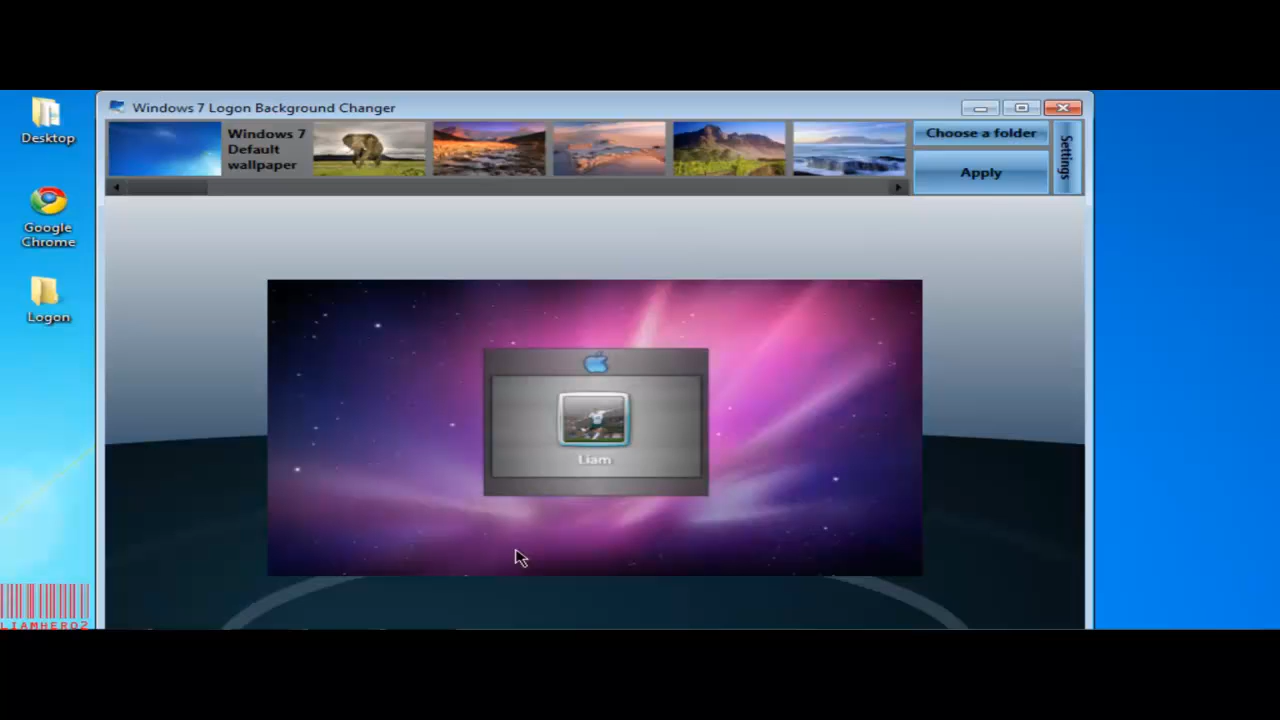 Windows 7 Logon Background Changer
Windows 7
Default
wallpaper
Choose a folder
Apply
Settings
Desktop
Google
Chrome
Logon
Liam
LIAMHERO2